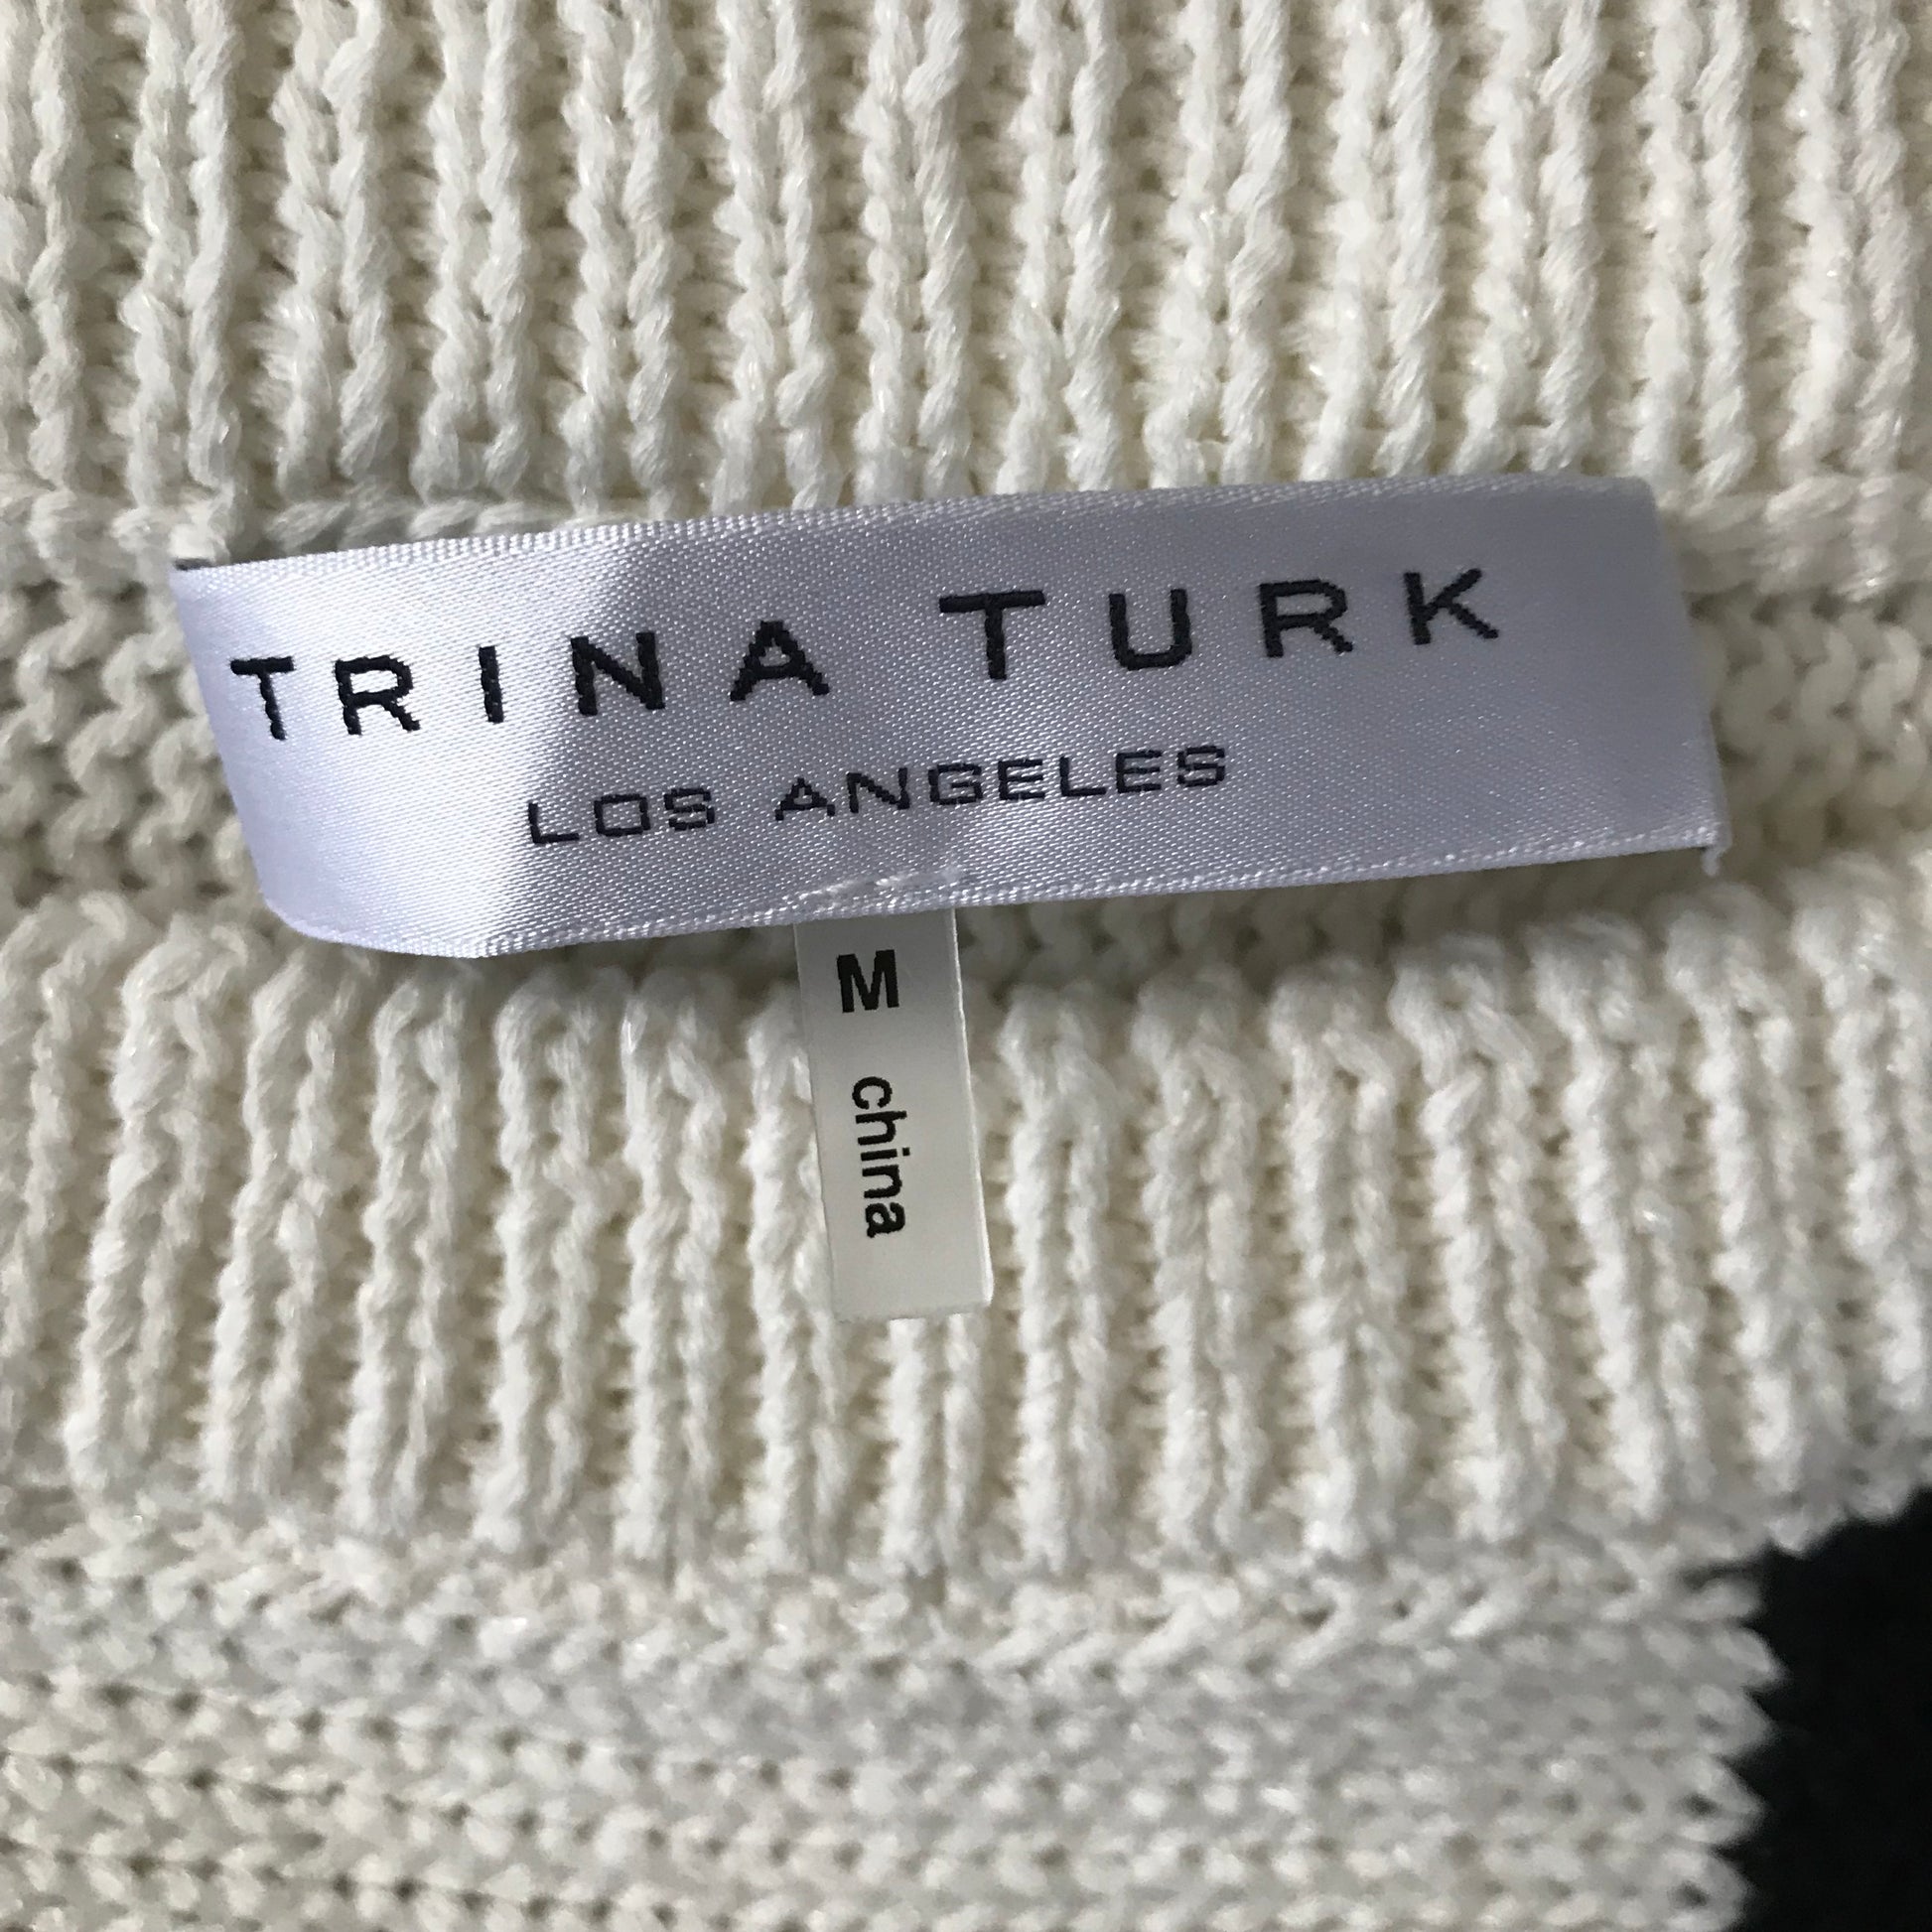 TRINA TURK
LOS ANGELES
M
china